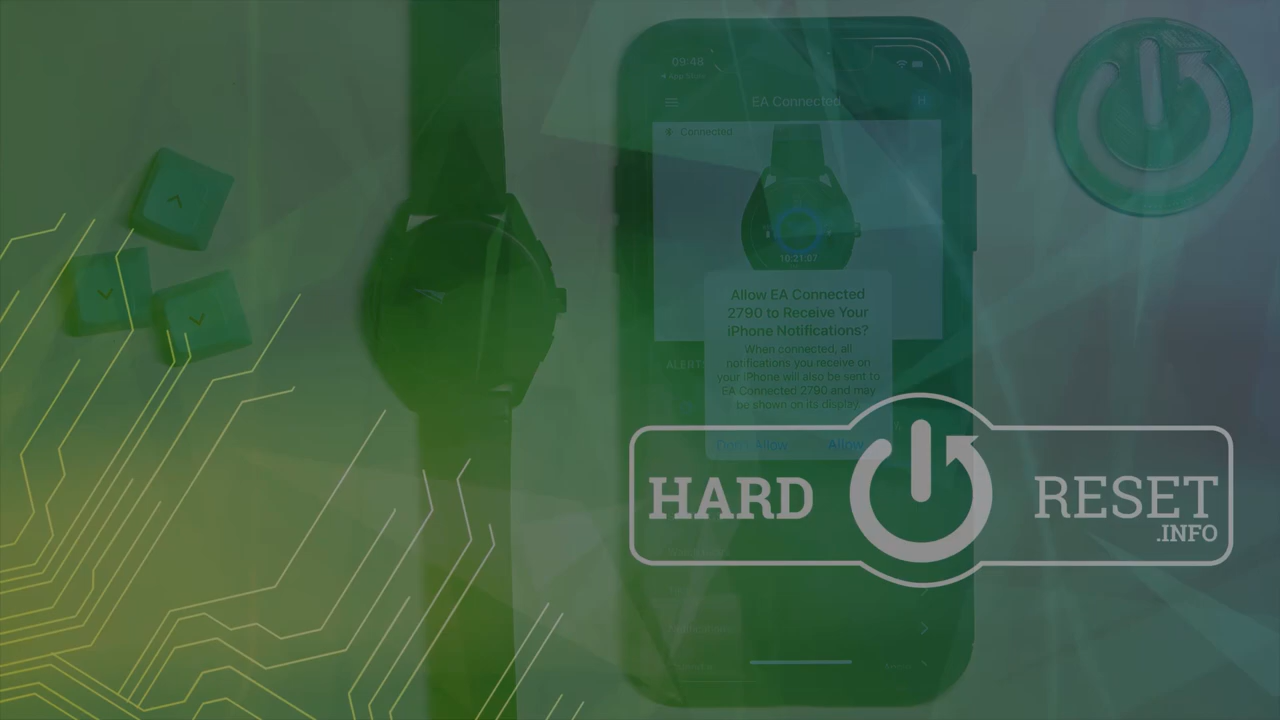 09:48
App Store
EA Connected
H
Connected
10:21:07
Allow EA Connected
2790 to Receive Your
iPhone Notifications?
When connected, all
notifications you receive on
your iPhone will also be sent to
EA Connected 2790 and may
be shown on its display.
Don't Allow
Allow
ALERTS
HARD
RESET
.INFO